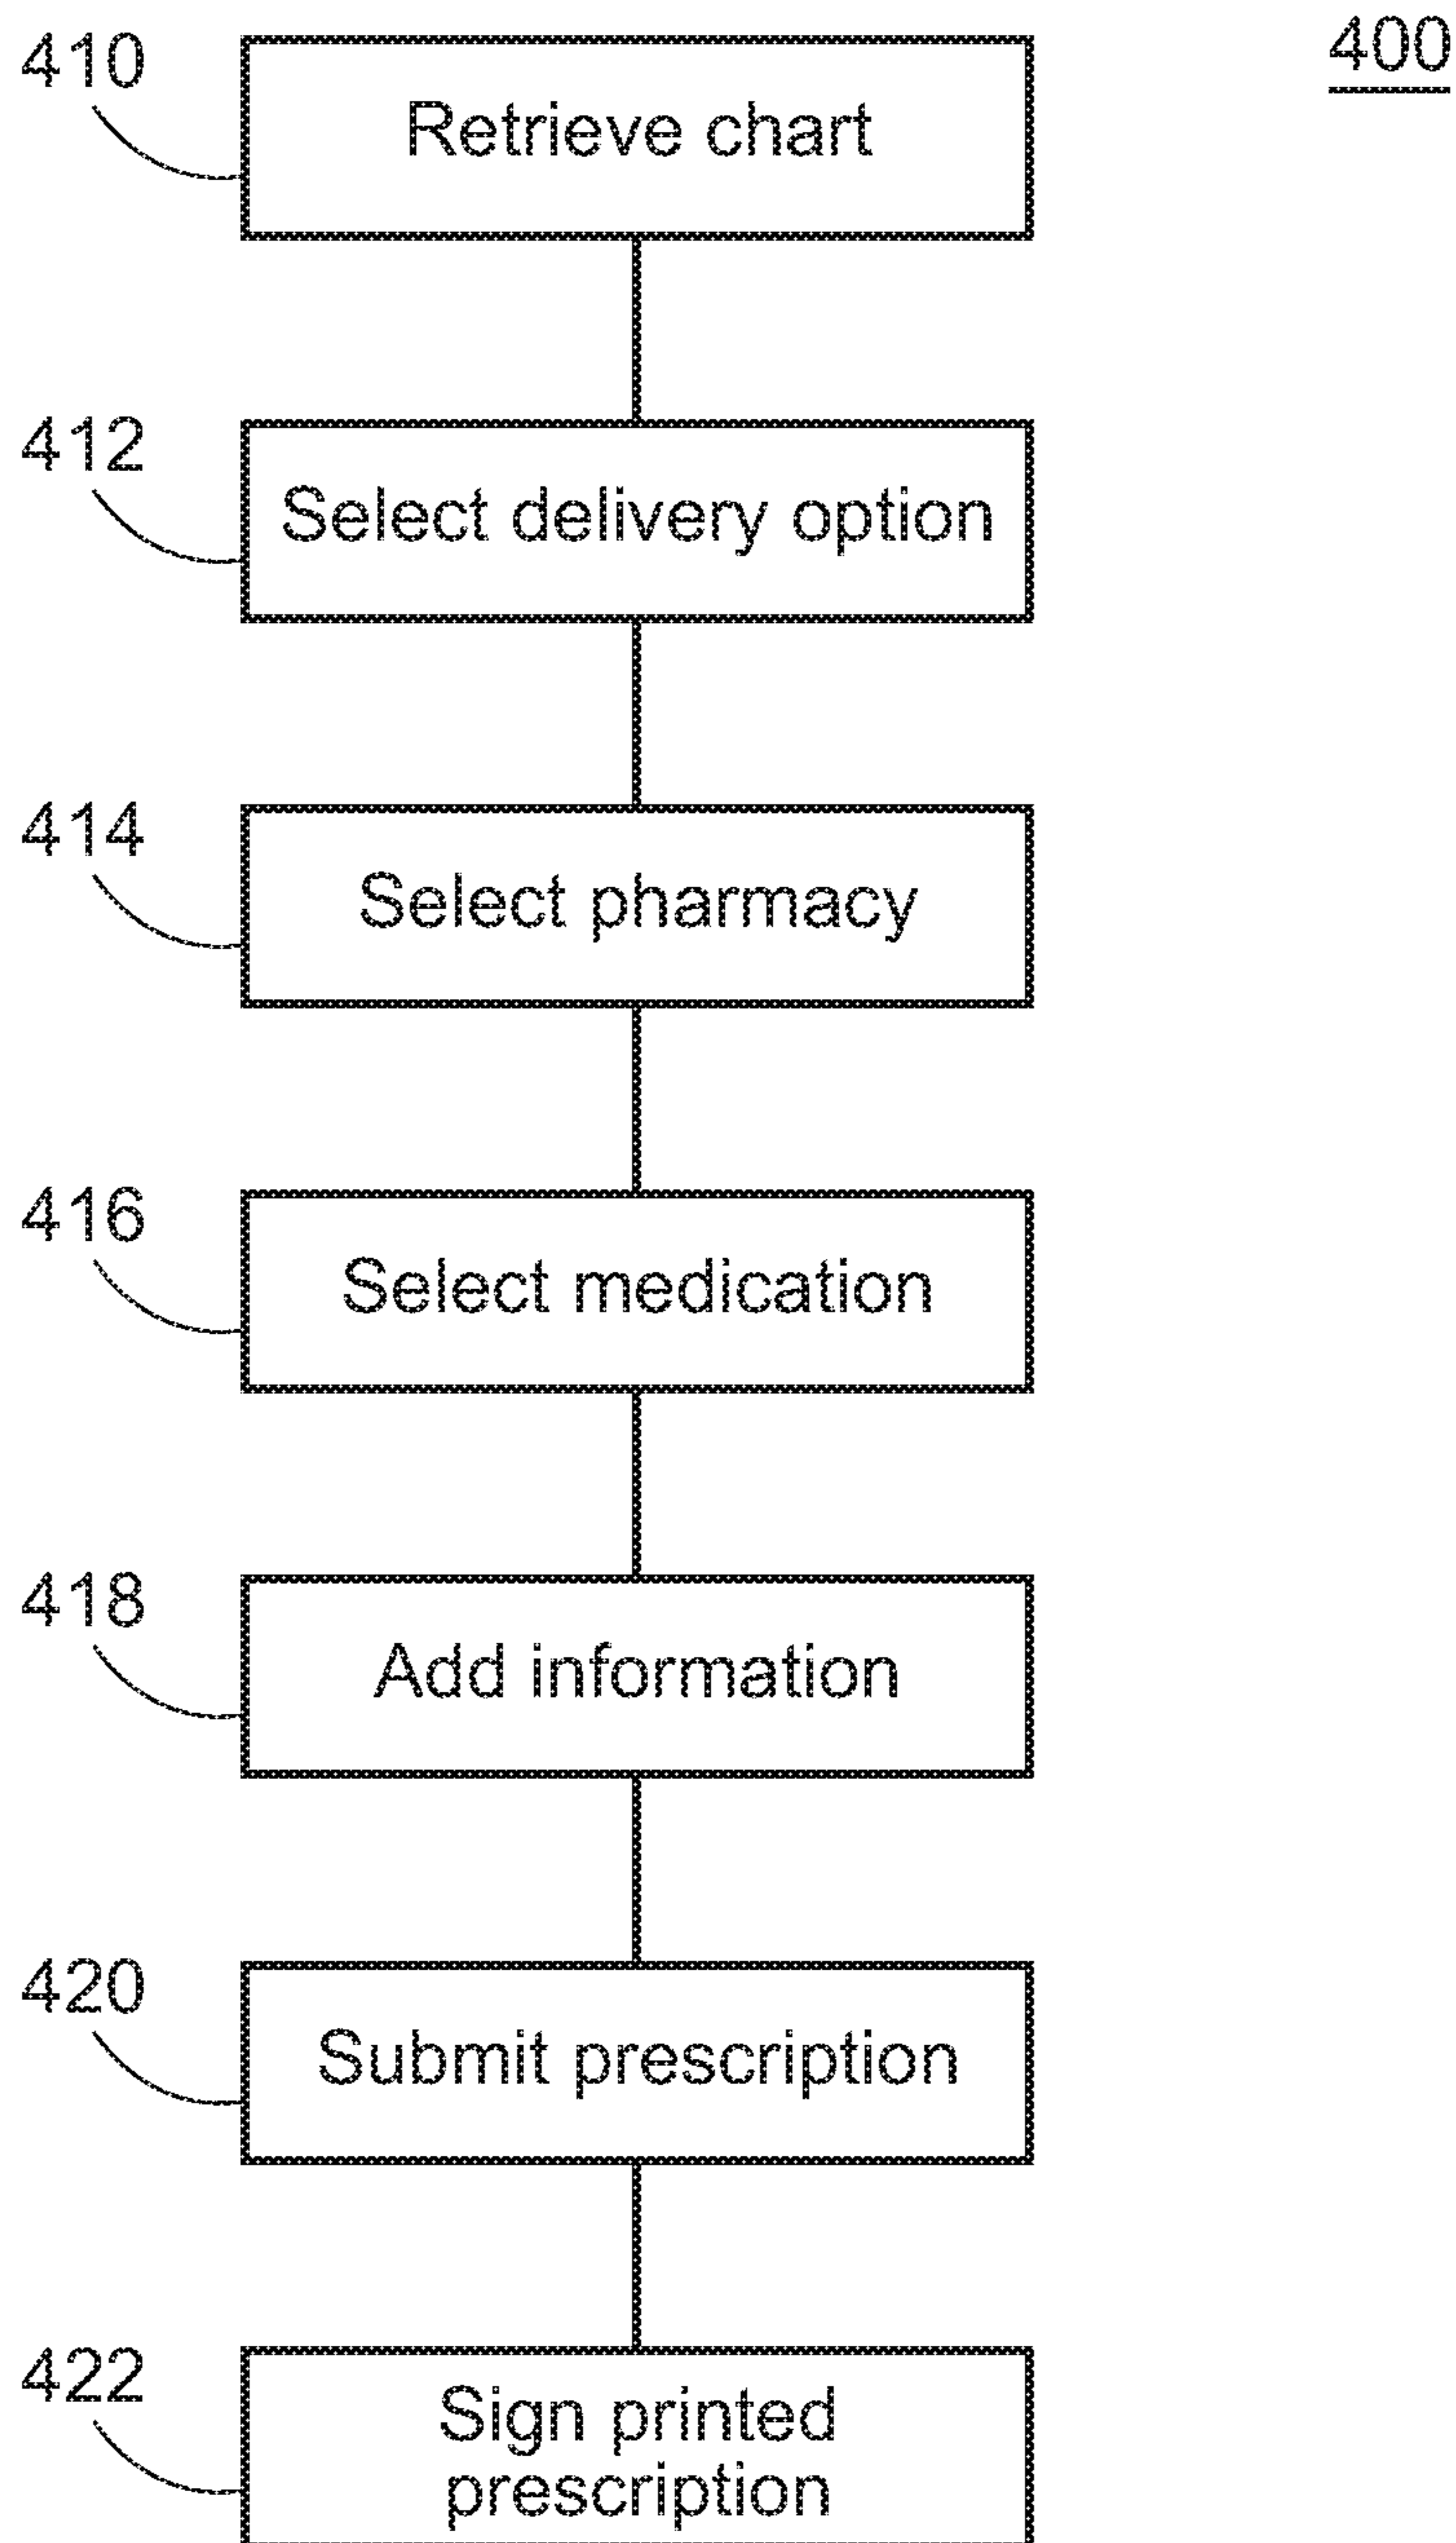 400
410
Retrieve chart
412
Select delivery option
414
Select pharmacy
416
Select medication
418
Add information
420
Submit prescription
422
Sign printed
prescription